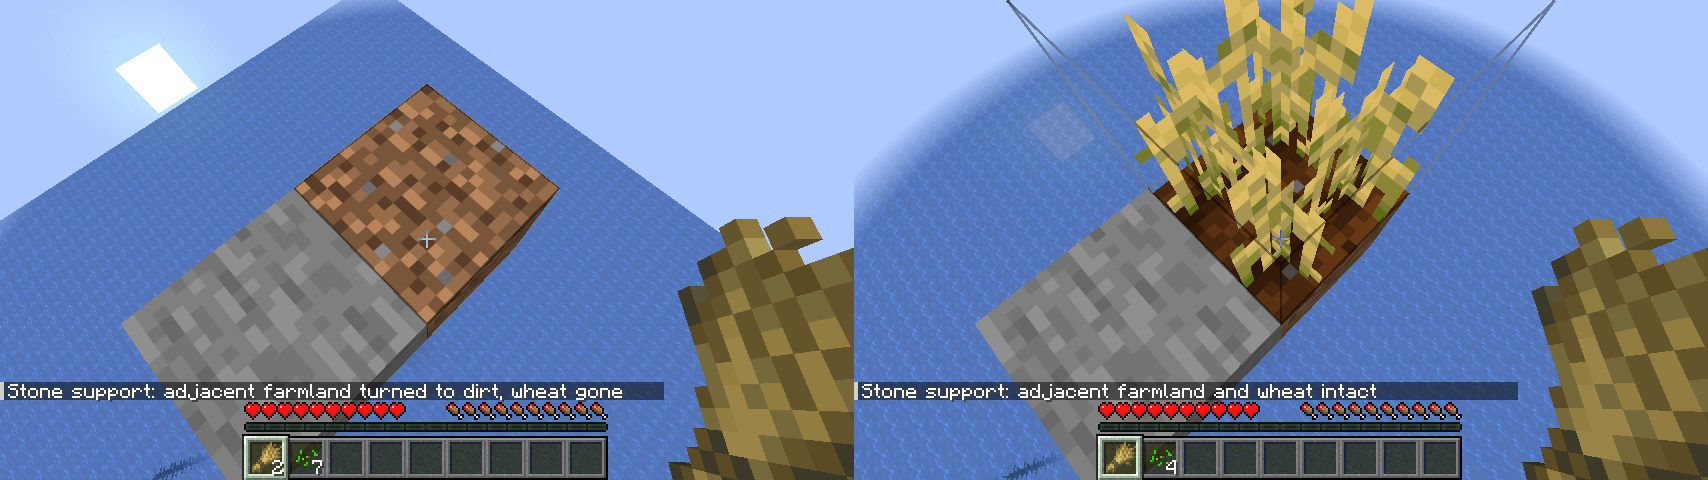 Stone support: adjacent farmland turned to dirt, wheat gone
2 7
Stone support: adjacent farmland and wheat intact
4